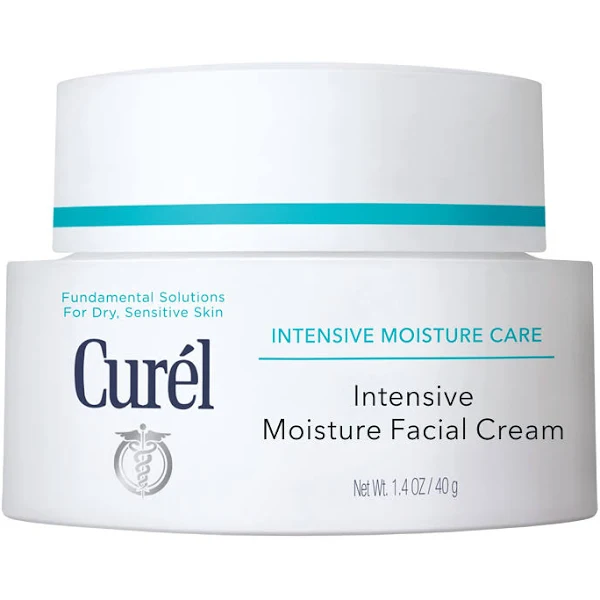 Fundamental Solutions
For Dry, Sensitive Skin
Curél
INTENSIVE MOISTURE CARE
Intensive
Moisture Facial Cream
Net Wt. 1.4 OZ / 40 g